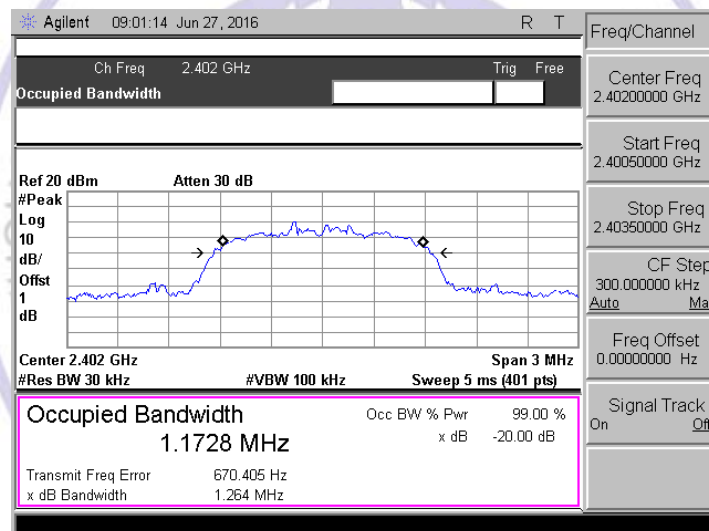 Agilent 09:01:14 Jun 27, 2016 R T
Freq/Channel
Ch Freq 2.402 GHz Trig Free
Occupied Bandwidth
Center Freq
2.40200000 GHz
Start Freq
2.40050000 GHz
Stop Freq
2.40350000 GHz
CF Step
300.000000 kHz
Auto Ma
Freq Offset
0.00000000 Hz
Signal Track
On Off
Ref 20 dBm Atten 30 dB
#Peak
Log
10
dB/
Offst
1
dB
Center 2.402 GHz Span 3 MHz
#Res BW 30 kHz #VBW 100 kHz Sweep 5 ms (401 pts)
Occupied Bandwidth Occ BW % Pwr 99.00 %
1.1728 MHz x dB -20.00 dB
Transmit Freq Error 670.405 Hz
x dB Bandwidth 1.264 MHz